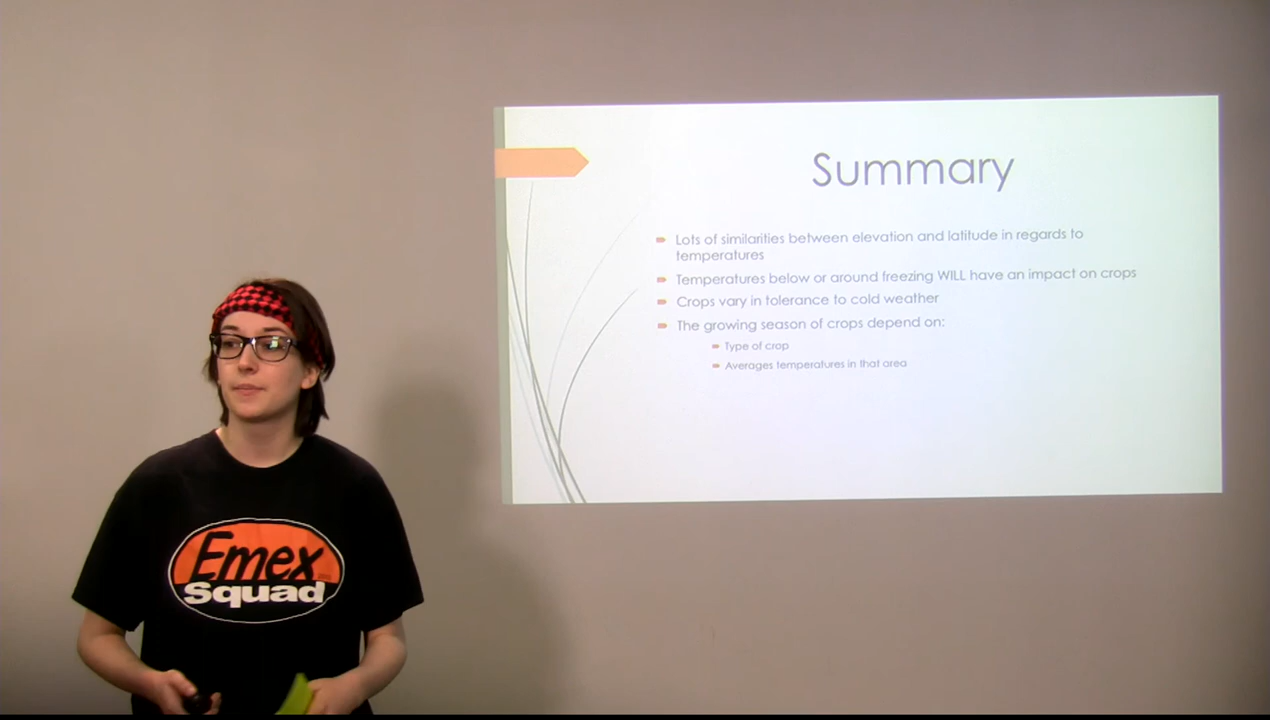 Summary
Lots of similarities between elevation and latitude in regards to
temperatures
Temperatures below or around freezing WILL have an impact on crops
Crops vary in tolerance to cold weather
The growing season of crops depend on:
Type of crop
Averages temperatures in that area
Emex
Squad